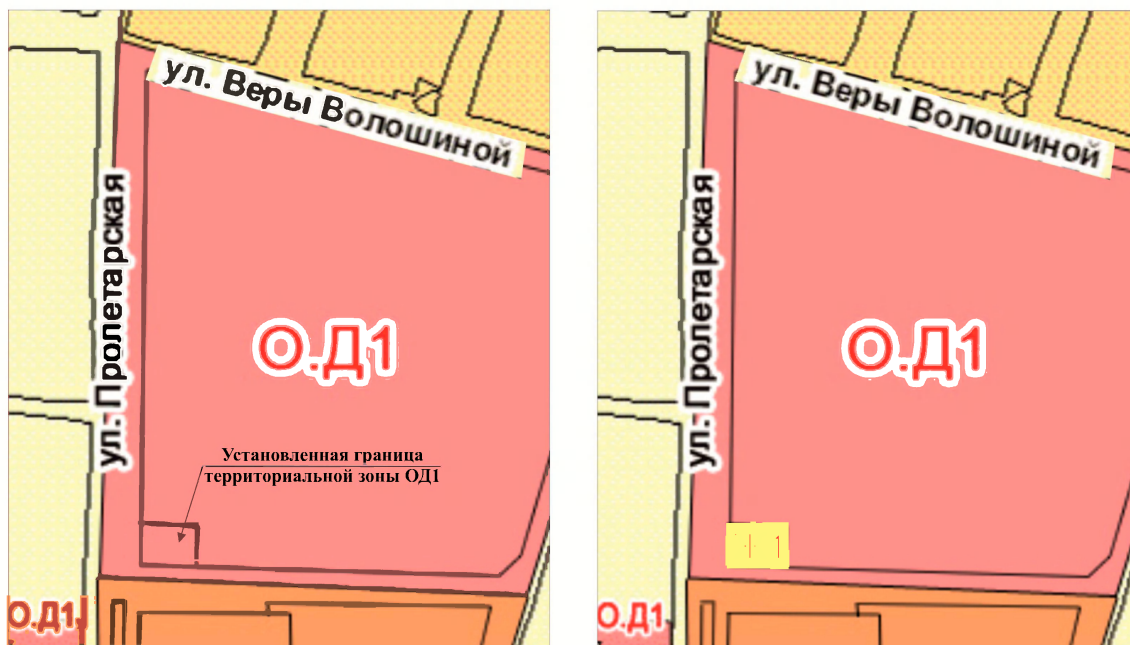 ул. Веры Волошиной
ул. Пролетарская
О.Д1
Установленная граница
территориальной зоны ОД1
О.Д1
ул. Веры Волошиной
ул. Пролетарская
О.Д1
1
О.Д1